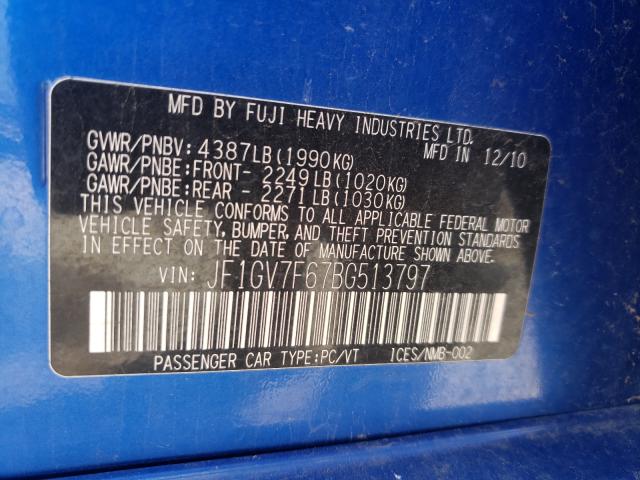 MFD BY FUJI HEAVY INDUSTRIES LTD.
MFD IN 12/10
GVWR/PNBV: 4387LB(1990KG)
GAWR/PNBE:FRONT- 2249LB(1020KG)
GAWR/PNBE:REAR - 2271LB(1030KG)
THIS VEHICLE CONFORMS TO ALL APPLICABLE FEDERAL MOTOR
VEHICLE SAFETY, BUMPER, AND THEFT PREVENTION STANDARDS
IN EFFECT ON THE DATE OF MANUFACTURE SHOWN ABOVE.
VIN: JF1GV7F67BG513797
PASSENGER CAR TYPE:PC/VT ICES/NMB-002